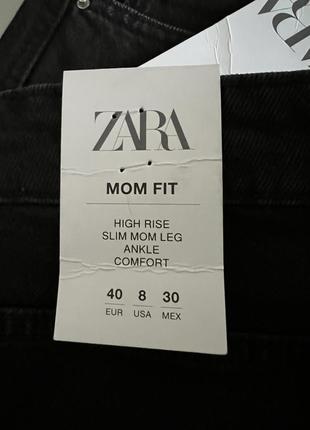 ZARA
MOM FIT
HIGH RISE
SLIM MOM LEG
ANKLE
COMFORT
40 8 30
EUR USA MEX